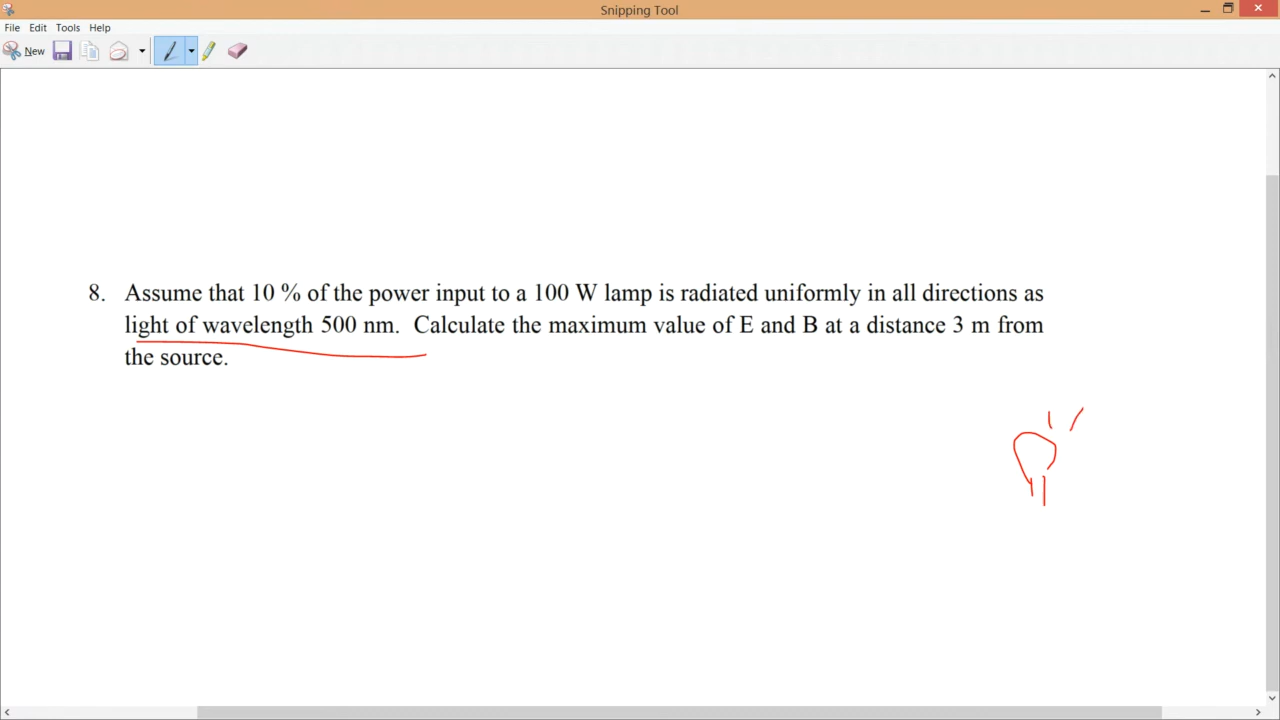 Snipping Tool
File Edit Tools Help
New
8. Assume that 10 % of the power input to a 100 W lamp is radiated uniformly in all directions as
light of wavelength 500 nm. Calculate the maximum value of E and B at a distance 3 m from
the source.